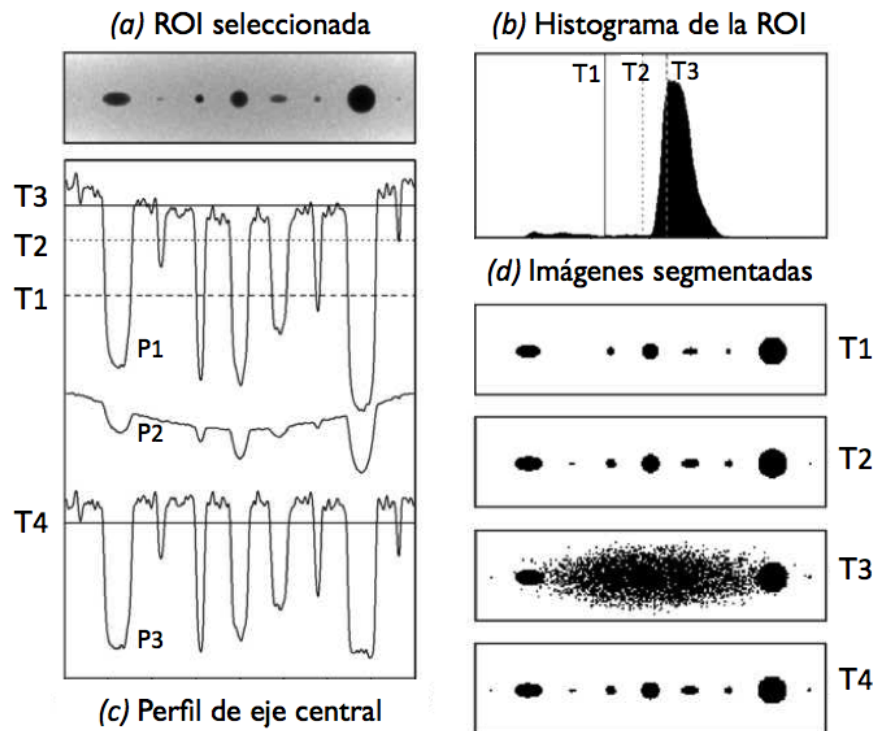 (a) ROI seleccionada
T3
T2
T1
P1
P2
T4
P3
(c) Perfil de eje central
(b) Histograma de la ROI
T1 T2 T3
(d) Imágenes segmentadas
T1
T2
T3
T4